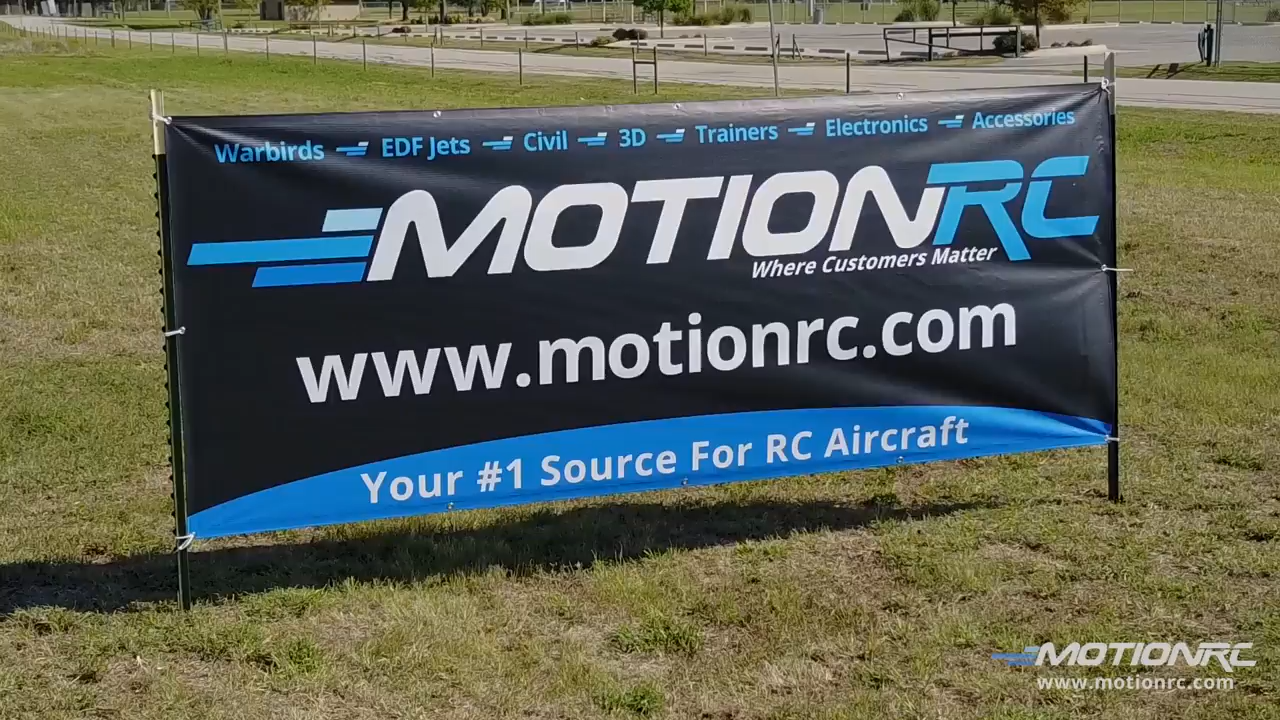 Warbirds EDF Jets Civil 3D Trainers Electronics Accessories
MOTIONRC
Where Customers Matter
www.motionrc.com
Your #1 Source For RC Aircraft
MOTIONRC
www.motionrc.com